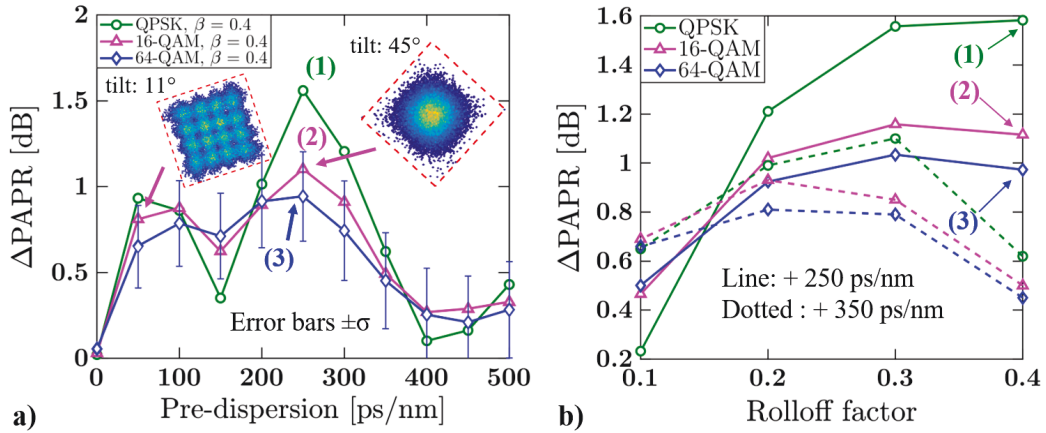 QPSK, β = 0.4
16-QAM, β = 0.4
64-QAM, β = 0.4
tilt: 11°
tilt: 45°
(1)
(2)
(3)
Error bars ±σ
2
1.5
1
0.5
0
0 100 200 300 400 500
ΔPAPR [dB]
Pre-dispersion [ps/nm]
a)
QPSK
16-QAM
64-QAM
(1)
(2)
(3)
Line: + 250 ps/nm
Dotted : + 350 ps/nm
1.6
1.4
1.2
1
0.8
0.6
0.4
0.2
0.1 0.2 0.3 0.4
ΔPAPR [dB]
Rolloff factor
b)